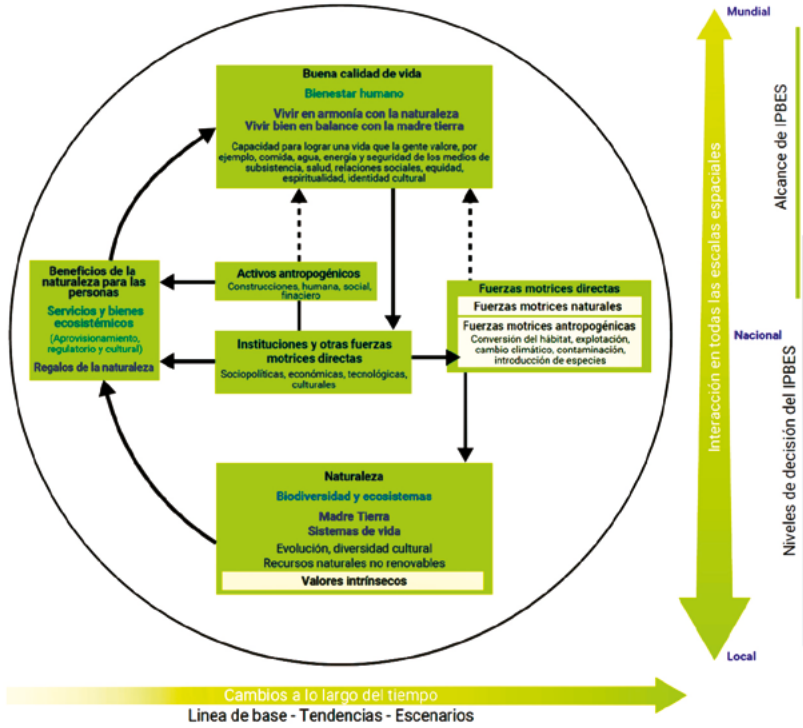 Buena calidad de vida
Bienestar humano
Vivir en armonía con la naturaleza
Vivir bien en balance con la madre tierra
Capacidad para lograr una vida que la gente valore, por
ejemplo, comida, agua, energía y seguridad de los medios de
subsistencia, salud, relaciones sociales, equidad,
espiritualidad, identidad cultural
Beneficios de la
naturaleza para las
personas
Servicios y bienes
ecosistémicos
(Aprovisionamiento,
regulatorio y cultural)
Regalos de la naturaleza
Activos antropogénicos
Construcciones, humana, social,
finaciero
Instituciones y otras fuerzas
motrices directas
Sociopolíticas, económicas, tecnológicas,
culturales
Fuerzas motrices directas
Fuerzas motrices naturales
Fuerzas motrices antropogénicas
Conversión del hábitat, explotación,
cambio climático, contaminación,
introducción de especies
Naturaleza
Biodiversidad y ecosistemas
Madre Tierra
Sistemas de vida
Evolución, diversidad cultural
Recursos naturales no renovables
Valores intrínsecos
Mundial
Nacional
Local
Interacción en todas las escalas espaciales
Alcance de IPBES
Niveles de decisión del IPBES
Cambios a lo largo del tiempo
Linea de base - Tendencias - Escenarios